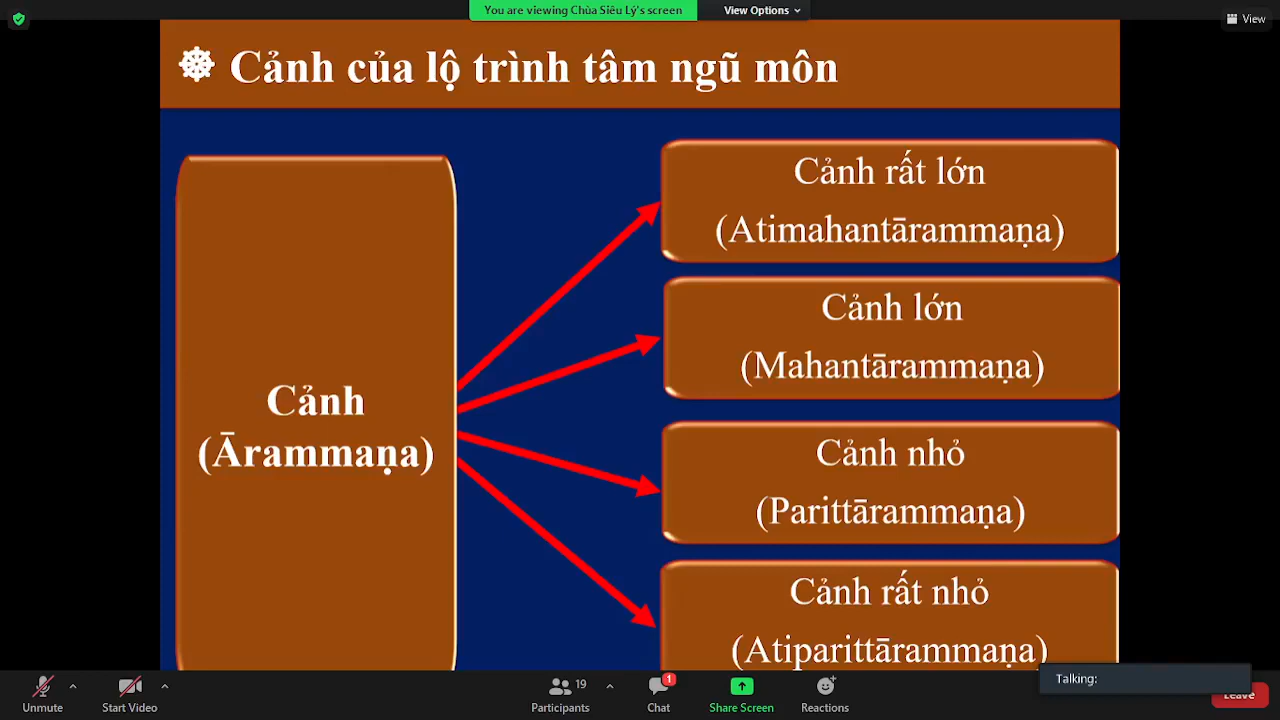 You are viewing Chùa Siêu Lý's screen
View Options
View
Cảnh của lộ trình tâm ngũ môn
Cảnh
(Ārammaṇa)
Cảnh rất lớn
(Atimahantārammaṇa)
Cảnh lớn
(Mahantārammaṇa)
Cảnh nhỏ
(Parittārammaṇa)
Cảnh rất nhỏ
(Atiparittārammaṇa)
Talking:
Unmute
Start Video
19
Participants
1
Chat
Share Screen
Reactions
Leave